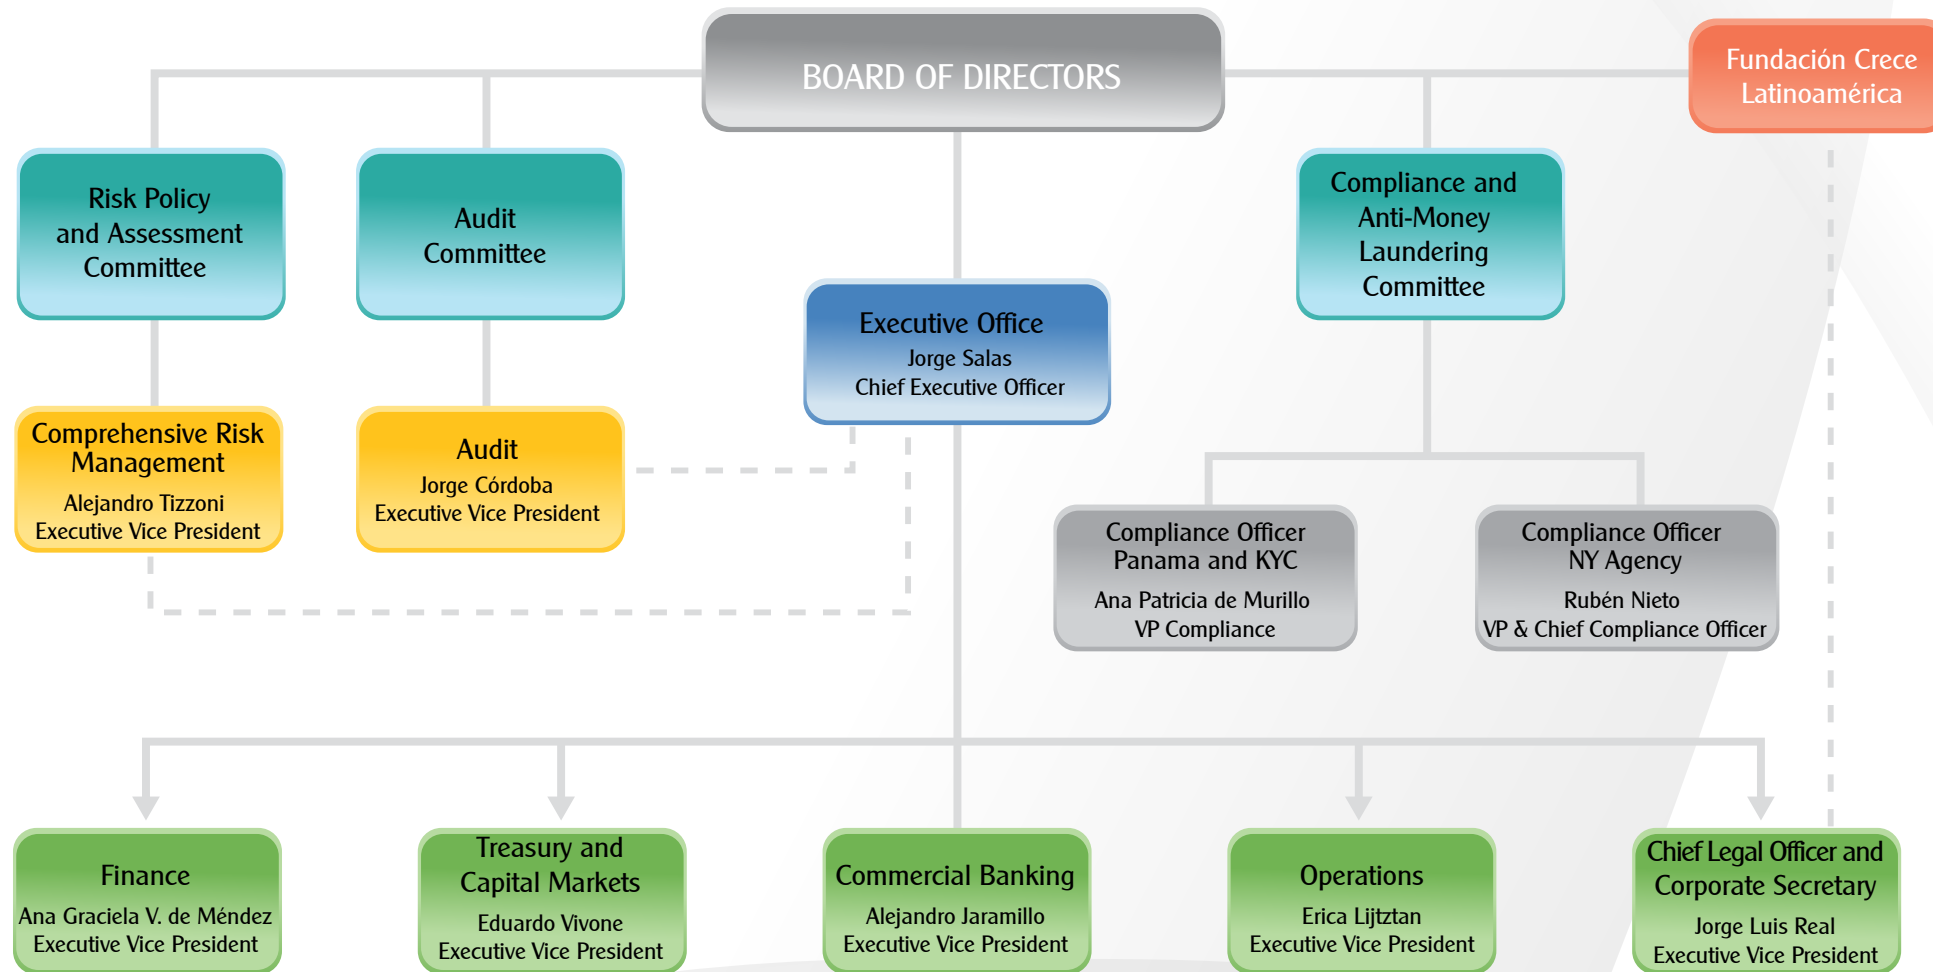 BOARD OF DIRECTORS
Fundación Crece
Latinoamérica
Risk Policy
and Assessment
Committee
Audit
Committee
Compliance and
Anti-Money
Laundering
Committee
Executive Office
Jorge Salas
Chief Executive Officer
Comprehensive Risk
Management
Alejandro Tizzoni
Executive Vice President
Audit
Jorge Córdoba
Executive Vice President
Compliance Officer
Panama and KYC
Ana Patricia de Murillo
VP Compliance
Compliance Officer
NY Agency
Rubén Nieto
VP & Chief Compliance Officer
Finance
Ana Graciela V. de Méndez
Executive Vice President
Treasury and
Capital Markets
Eduardo Vivone
Executive Vice President
Commercial Banking
Alejandro Jaramillo
Executive Vice President
Operations
Erica Lijtztan
Executive Vice President
Chief Legal Officer and
Corporate Secretary
Jorge Luis Real
Executive Vice President